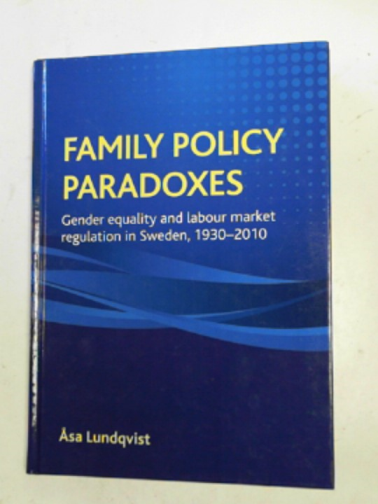 FAMILY POLICY
PARADOXES
Gender equality and labour market
regulation in Sweden, 1930–2010
Åsa Lundqvist